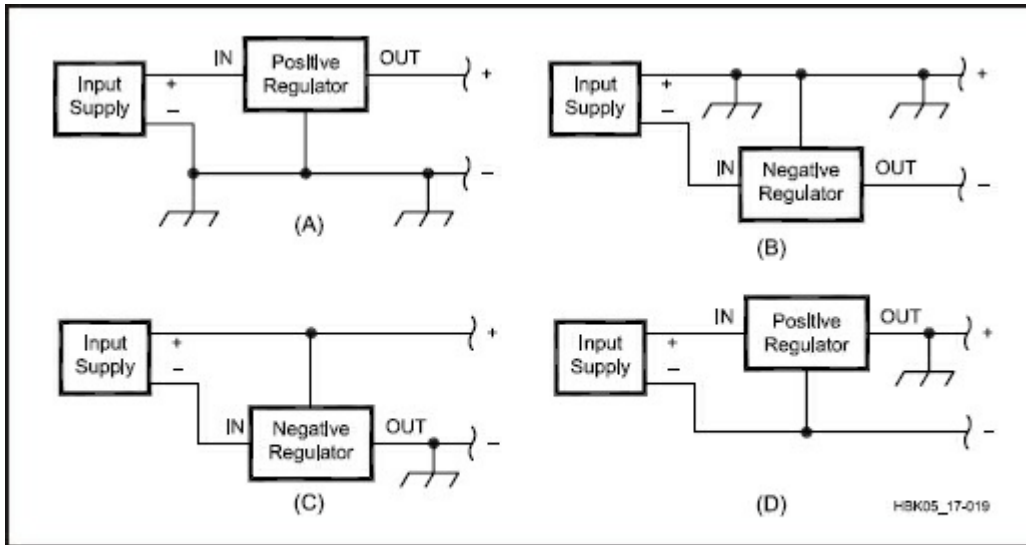 Input
Supply
+
−
IN
Positive
Regulator
OUT
+
−
(A)
Input
Supply
+
−
IN
Negative
Regulator
OUT
+
−
(B)
Input
Supply
+
−
IN
Negative
Regulator
OUT
+
−
(C)
Input
Supply
+
−
IN
Positive
Regulator
OUT
+
−
(D)
HBK05_17-019